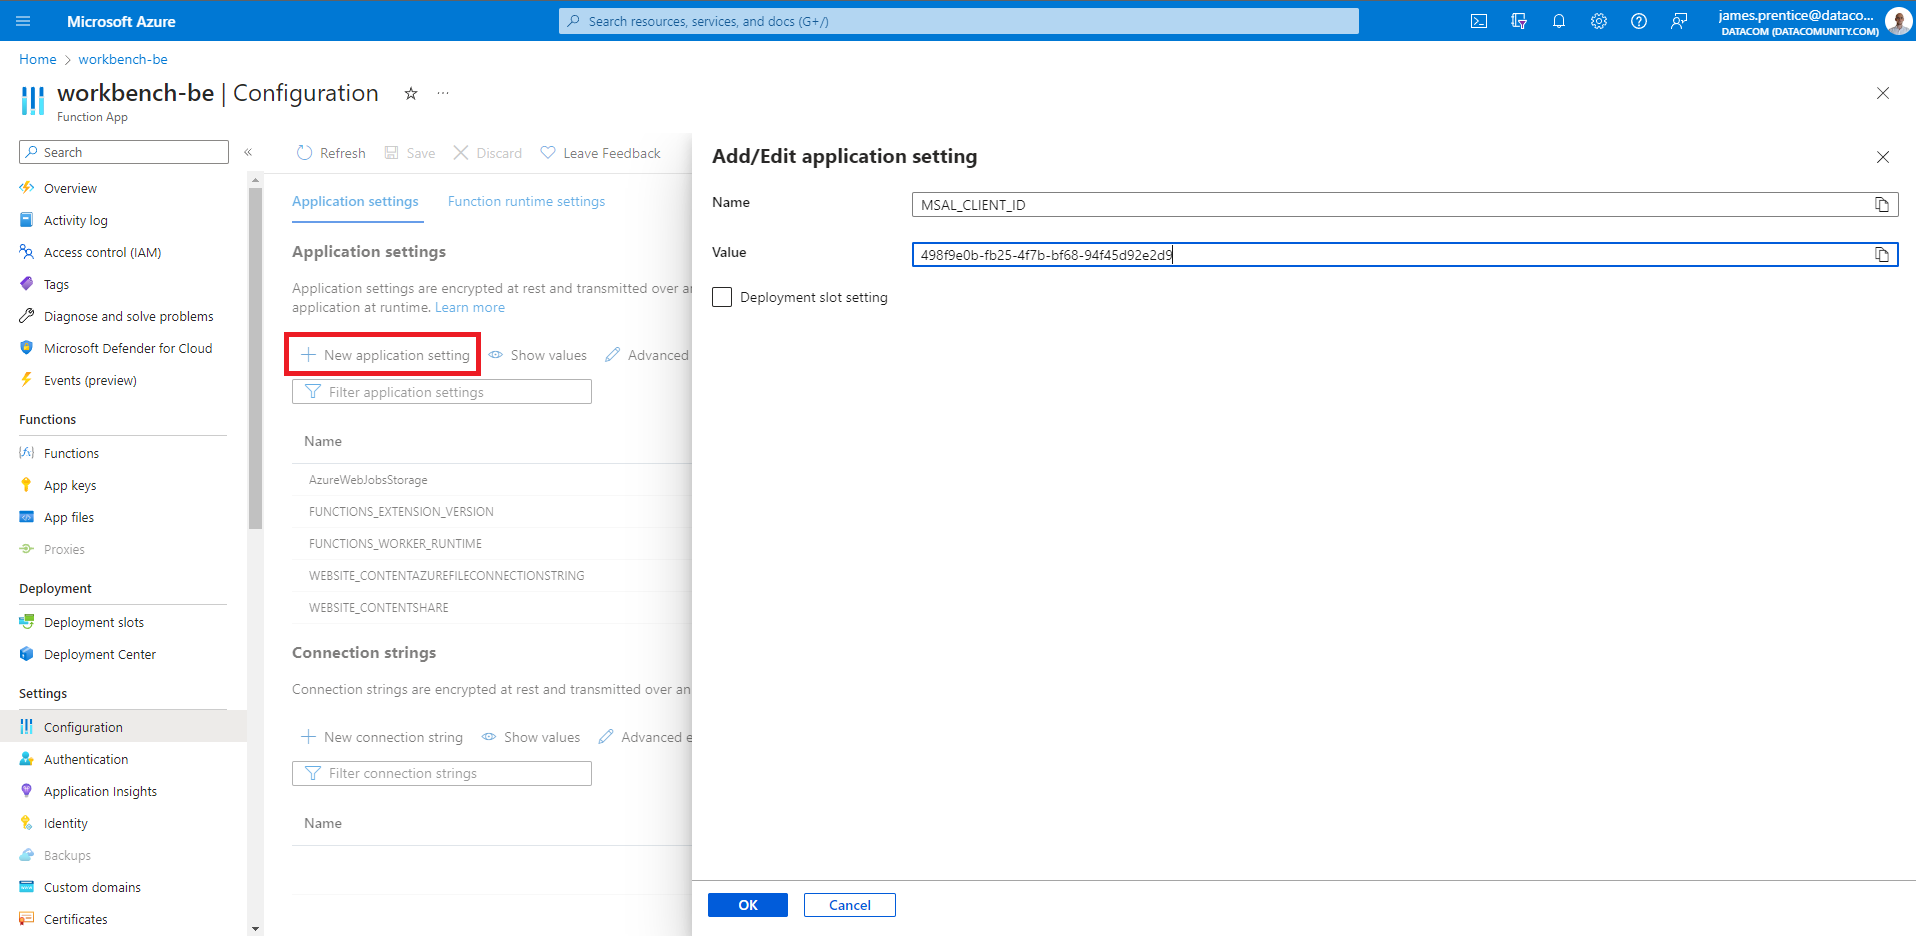 Microsoft Azure
Search resources, services, and docs (G+/)
james.prentice@dataco...
DATACOM (DATACOMUNITY.COM)
Home > workbench-be
workbench-be | Configuration
Function App
Search
Overview
Activity log
Access control (IAM)
Tags
Diagnose and solve problems
Microsoft Defender for Cloud
Events (preview)
Functions
Functions
App keys
App files
Proxies
Deployment
Deployment slots
Deployment Center
Settings
Configuration
Authentication
Application Insights
Identity
Backups
Custom domains
Certificates
Refresh Save Discard Leave Feedback
Application settings Function runtime settings
Application settings
Application settings are encrypted at rest and transmitted over an
application at runtime. Learn more
New application setting Show values Advanced
Filter application settings
Name
AzureWebJobsStorage
FUNCTIONS_EXTENSION_VERSION
FUNCTIONS_WORKER_RUNTIME
WEBSITE_CONTENTAZUREFILECONNECTIONSTRING
WEBSITE_CONTENTSHARE
Connection strings
Connection strings are encrypted at rest and transmitted over an
New connection string Show values Advanced e
Filter connection strings
Name
Add/Edit application setting
Name
MSAL_CLIENT_ID
Value
498f9e0b-fb25-4f7b-bf68-94f45d92e2d9
Deployment slot setting
OK Cancel